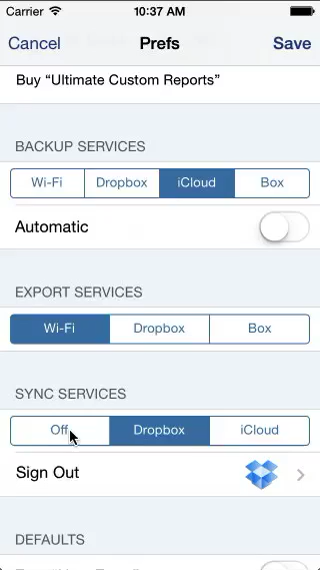 Carrier 10:37 AM
Cancel Prefs Save
Buy “Ultimate Custom Reports”
BACKUP SERVICES
Wi-Fi Dropbox iCloud Box
Automatic
EXPORT SERVICES
Wi-Fi Dropbox Box
SYNC SERVICES
Off Dropbox iCloud
Sign Out
DEFAULTS